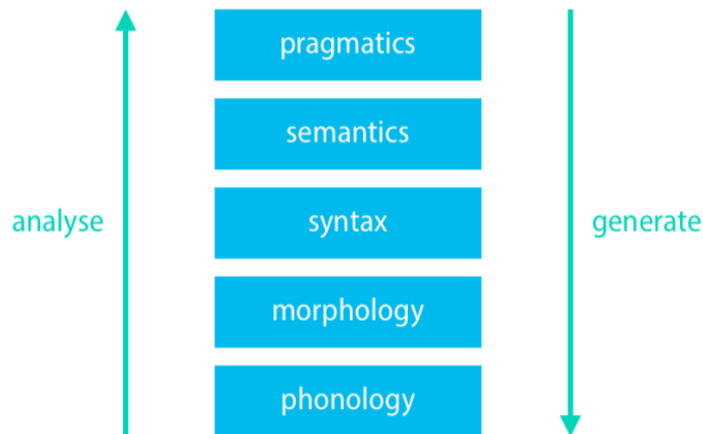 pragmatics
semantics
analyse
syntax
generate
morphology
phonology